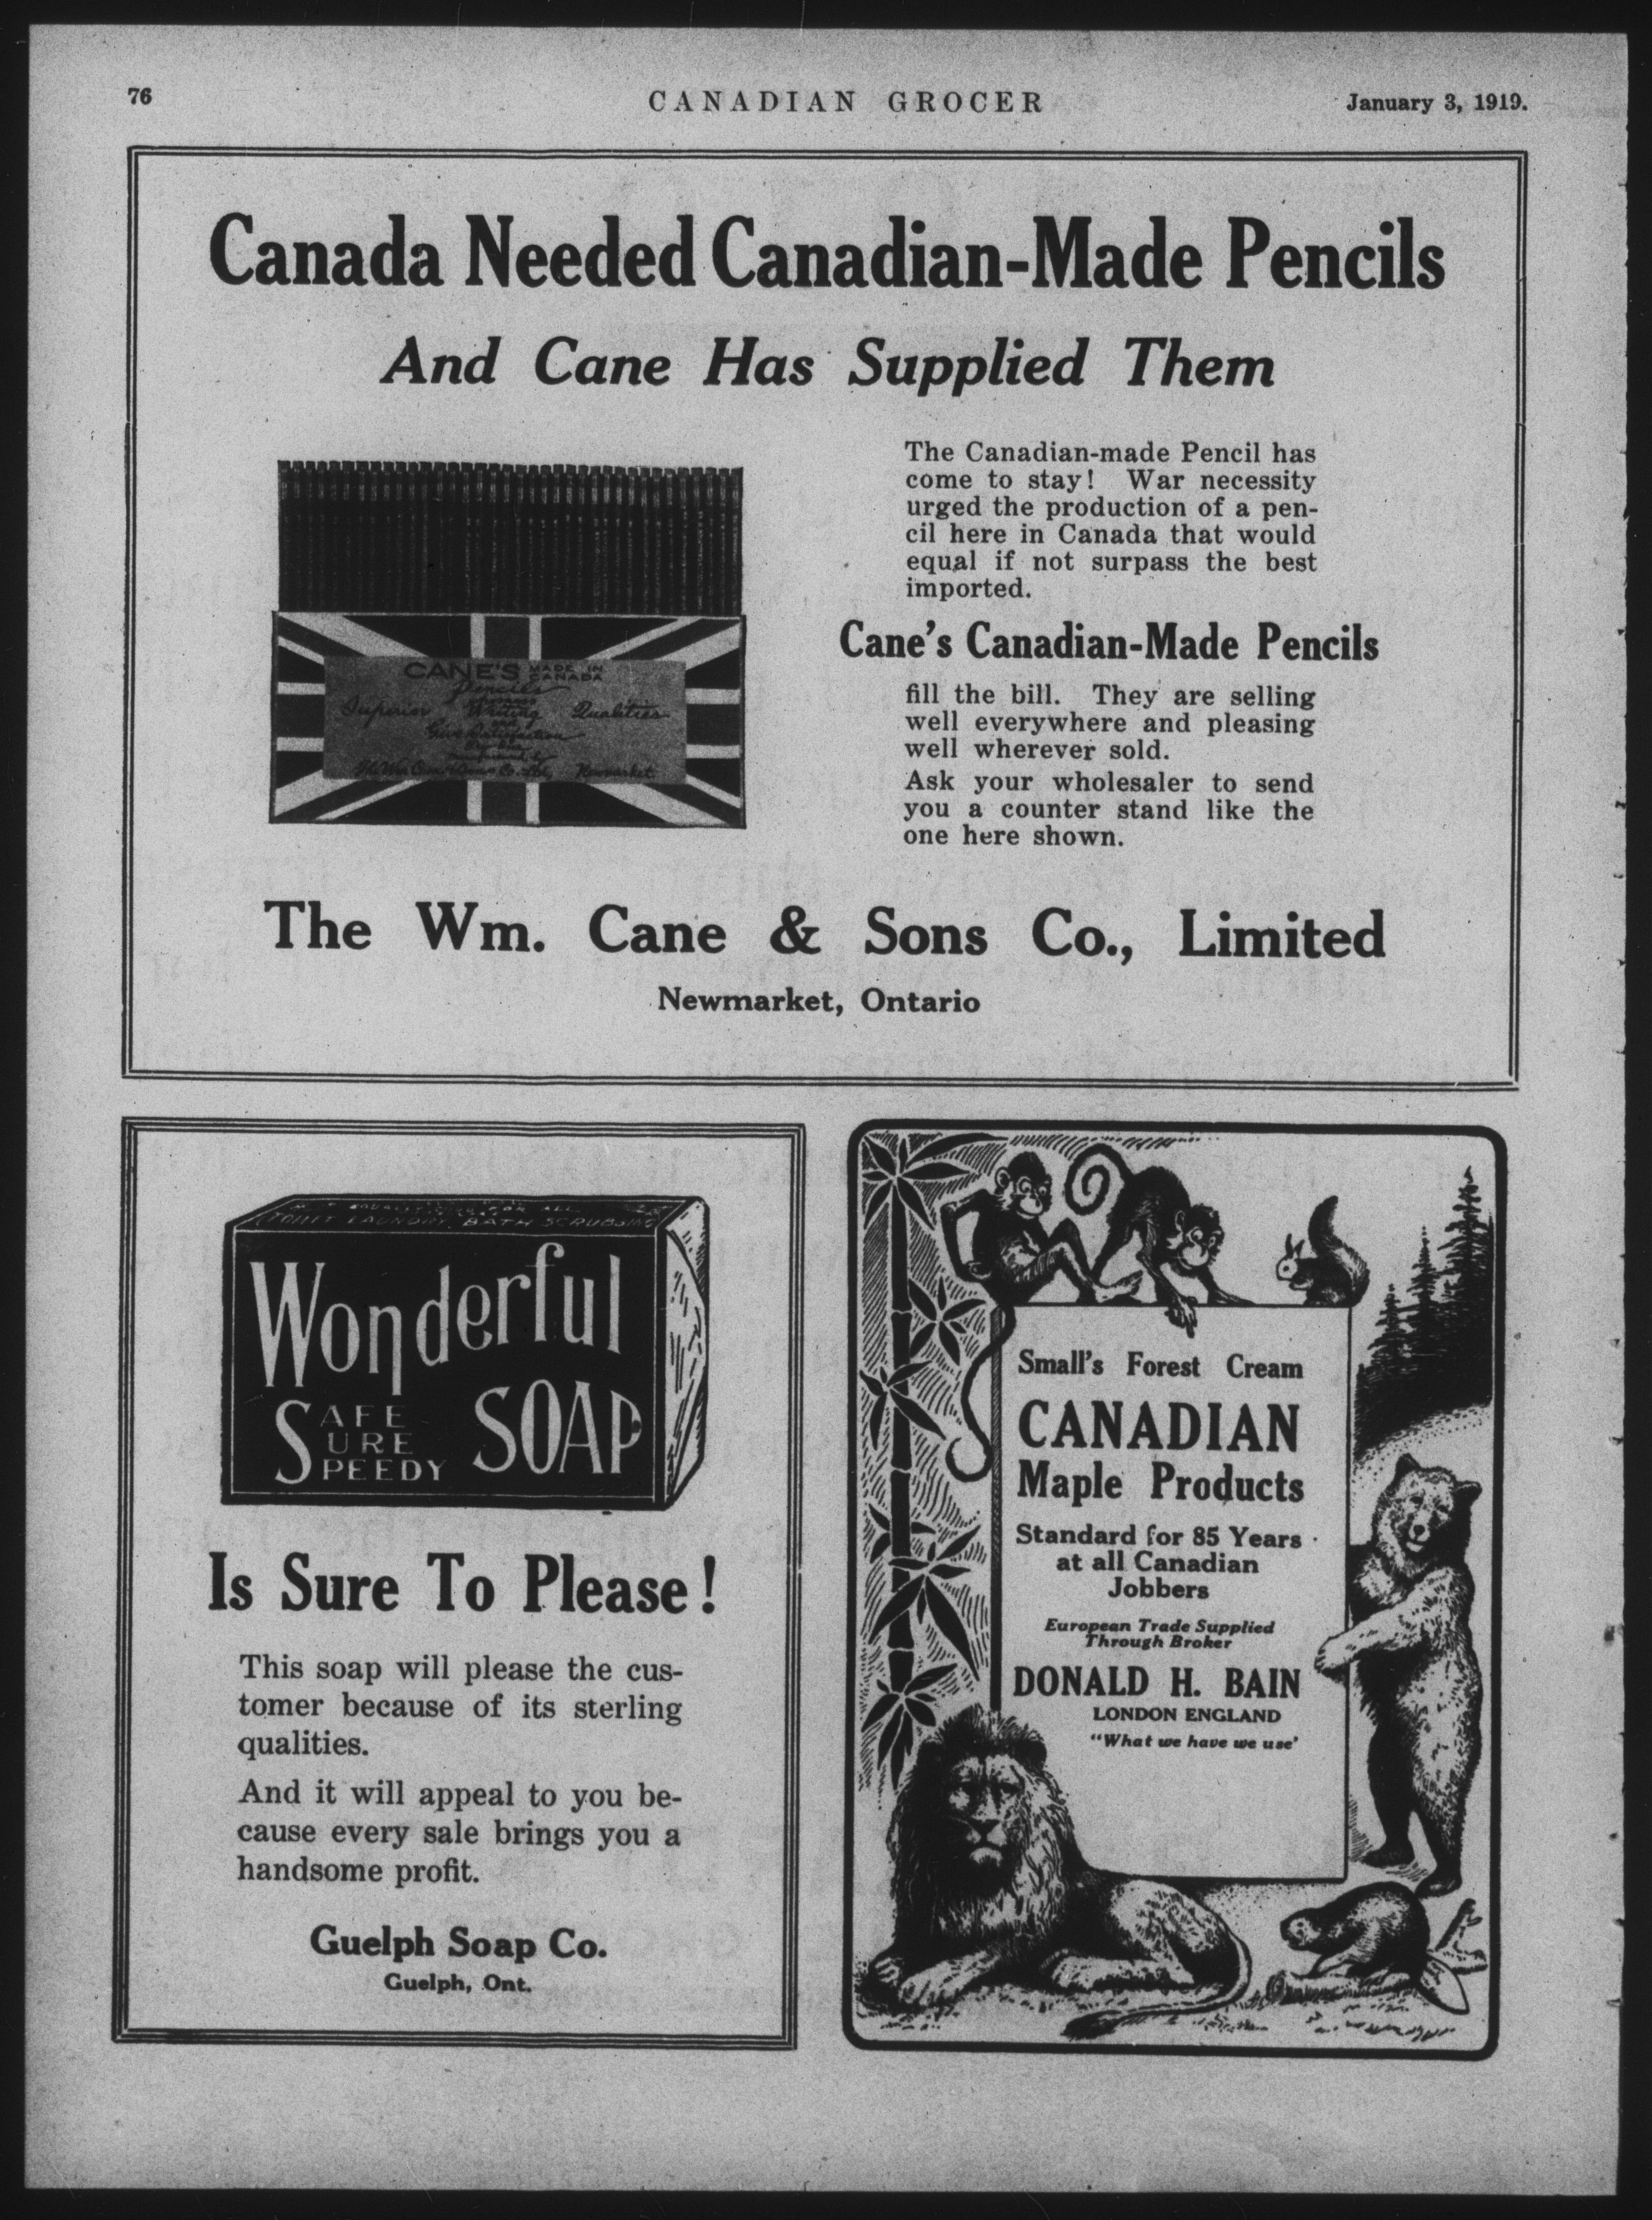 76
CANADIAN GROCER
January 3, 1919.
Canada Needed Canadian-Made Pencils
And Cane Has Supplied Them
The Canadian-made Pencil has
come to stay! War necessity
urged the production of a pen-
cil here in Canada that would
equal if not surpass the best
imported.
Cane's Canadian-Made Pencils
fill the bill. They are selling
well everywhere and pleasing
well wherever sold.
Ask your wholesaler to send
you a counter stand like the
one here shown.
CANE'S MADE IN
CANADA
Pencils
Superior Writing Qualities
and
Give Satisfaction
Newmarket.
The Wm. Cane & Sons Co., Limited
Newmarket, Ontario
FOR ALL
TOILET LAUNDRY BATH SCRUBBING
Wonderful
SAFE
SURE
SPEEDY
SOAP
Is Sure To Please!
This soap will please the cus-
tomer because of its sterling
qualities.
And it will appeal to you be-
cause every sale brings you a
handsome profit.
Guelph Soap Co.
Guelph, Ont.
Small's Forest Cream
CANADIAN
Maple Products
Standard for 85 Years
at all Canadian
Jobbers
European Trade Supplied
Through Broker
DONALD H. BAIN
LONDON ENGLAND
"What we have we use'